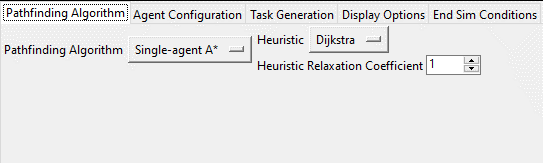 Pathfinding Algorithm Agent Configuration Task Generation Display Options End Sim Conditions
Pathfinding Algorithm Single-agent A* Heuristic Dijkstra
Heuristic Relaxation Coefficient 1